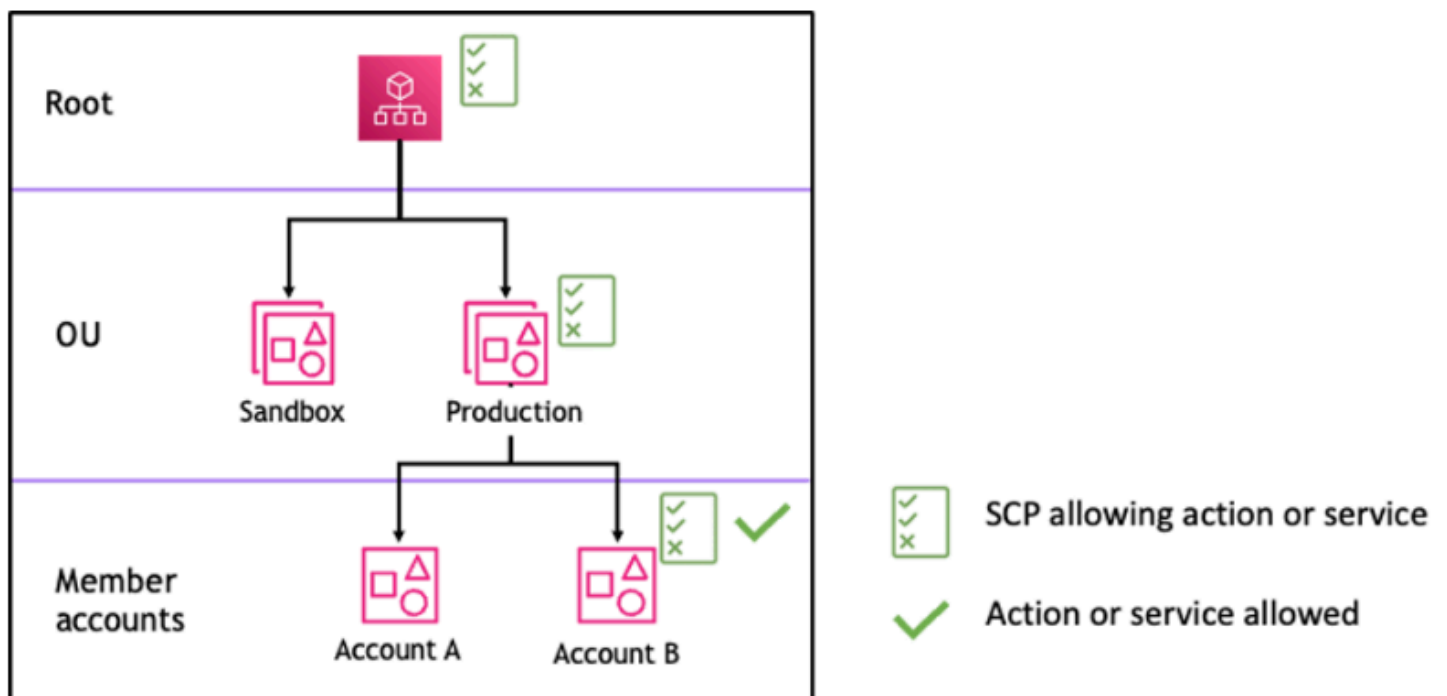 Root
OU
Sandbox
Production
Member
accounts
Account A
Account B
SCP allowing action or service
Action or service allowed